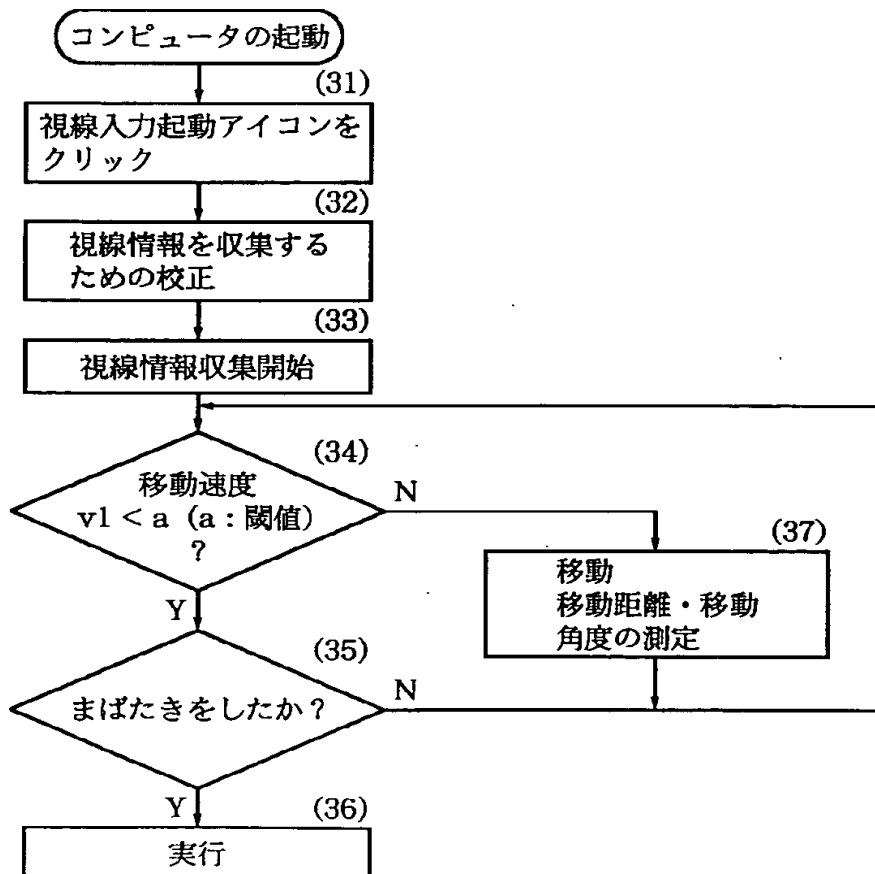 コンピュータの起動
(31)
視線入力起動アイコンを
クリック
(32)
視線情報を収集する
ための校正
(33)
視線情報収集開始
(34)
移動速度
v1 < a (a : 閾値)
?
N
Y
(37)
移動
移動距離・移動
角度の測定
(35)
まばたきをしたか?
N
Y
(36)
実行